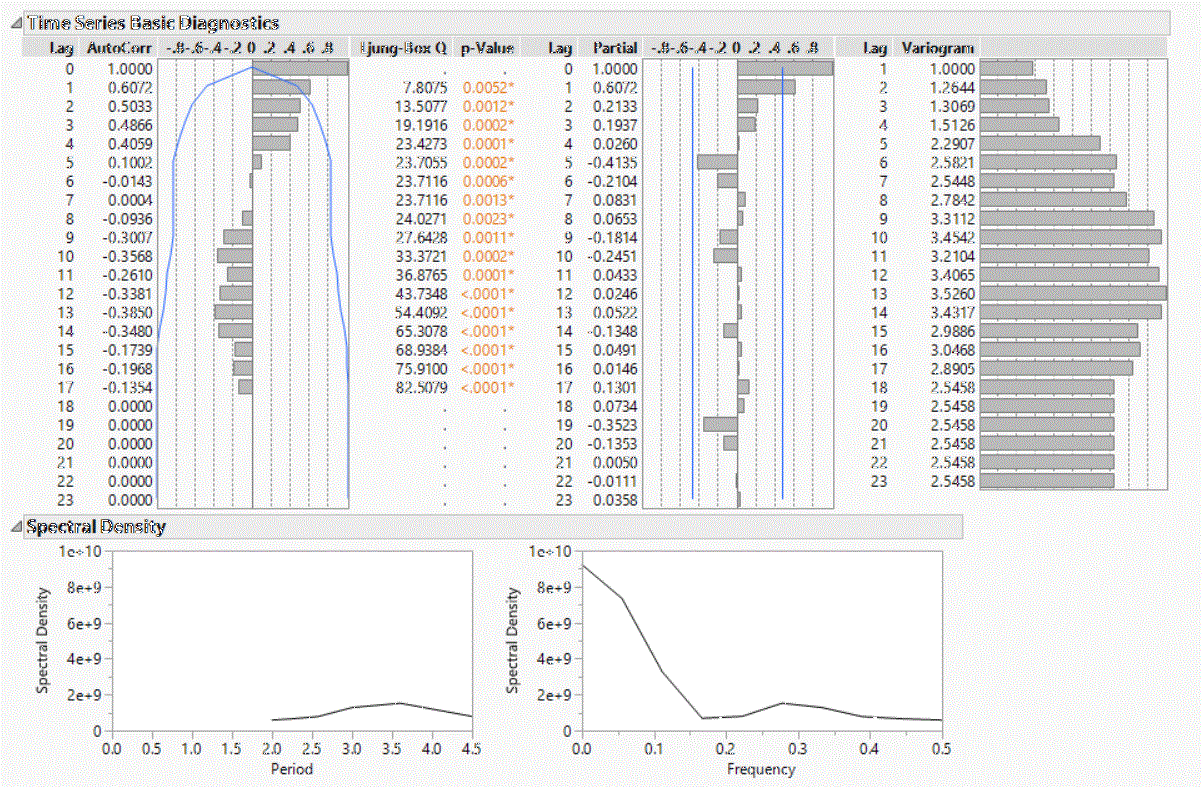 Time Series Basic Diagnostics
Lag AutoCorr -.8-.6-.4-.2 0 .2 .4 .6 .8 Ljung-Box Q p-Value Lag Partial -.8-.6-.4-.2 0 .2 .4 .6 .8 Lag Variogram
0 1.0000 . . 0 1.0000 1 1.0000
1 0.6072 7.8075 0.0052* 1 0.6072 2 1.2644
2 0.5033 13.5077 0.0012* 2 0.2133 3 1.3069
3 0.4866 19.1916 0.0002* 3 0.1937 4 1.5126
4 0.4059 23.4273 0.0001* 4 0.0260 5 2.2907
5 0.1002 23.7055 0.0002* 5 -0.4135 6 2.5821
6 -0.0143 23.7116 0.0006* 6 -0.2104 7 2.5448
7 0.0004 23.7116 0.0013* 7 0.0831 8 2.7842
8 -0.0936 24.0271 0.0023* 8 0.0653 9 3.3112
9 -0.3007 27.6428 0.0011* 9 -0.1814 10 3.4542
10 -0.3568 33.3721 0.0002* 10 -0.2451 11 3.2104
11 -0.2610 36.8765 0.0001* 11 0.0433 12 3.4065
12 -0.3381 43.7348 <.0001* 12 0.0246 13 3.5260
13 -0.3850 54.4092 <.0001* 13 0.0522 14 3.4317
14 -0.3480 65.3078 <.0001* 14 -0.1348 15 2.9886
15 -0.1739 68.9384 <.0001* 15 0.0491 16 3.0468
16 -0.1968 75.9100 <.0001* 16 0.0146 17 2.8905
17 -0.1354 82.5079 <.0001* 17 0.1301 18 2.5458
18 0.0000 . . 18 0.0734 19 2.5458
19 0.0000 . . 19 -0.3523 20 2.5458
20 0.0000 . . 20 -0.1353 21 2.5458
21 0.0000 . . 21 0.0050 22 2.5458
22 0.0000 . . 22 -0.0111 23 2.5458
23 0.0000 . . 23 0.0358
Spectral Density
1e+10 1e+10
8e+9 8e+9
6e+9 6e+9
4e+9 4e+9
2e+9 2e+9
0 0
Spectral Density Spectral Density
0.0 0.5 1.0 1.5 2.0 2.5 3.0 3.5 4.0 4.5 0.0 0.1 0.2 0.3 0.4 0.5
Period Frequency